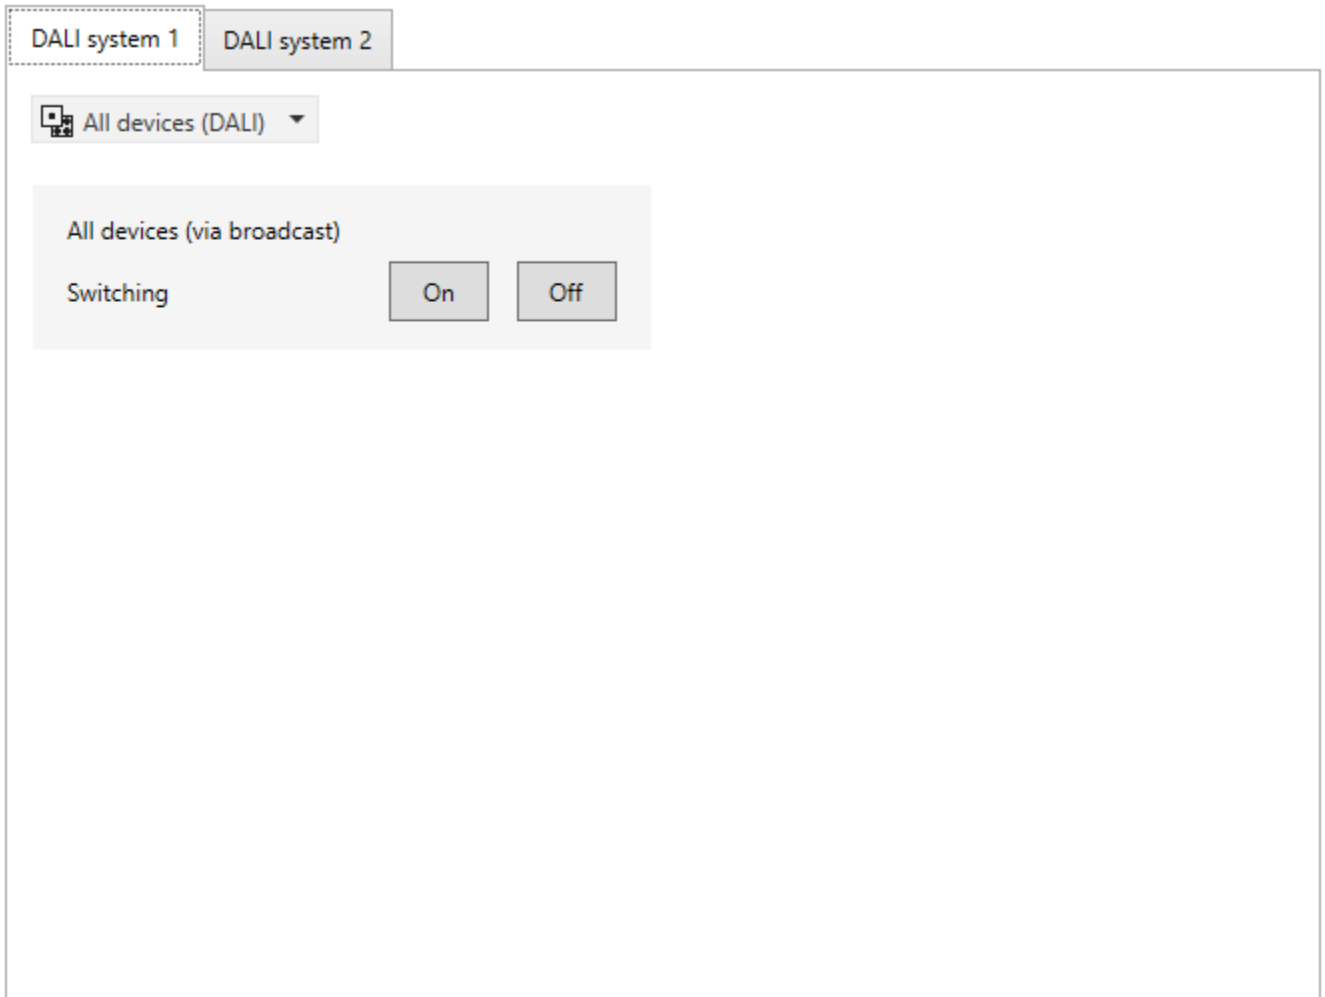 DALI system 1
DALI system 2
All devices (DALI)
All devices (via broadcast)
Switching
On
Off